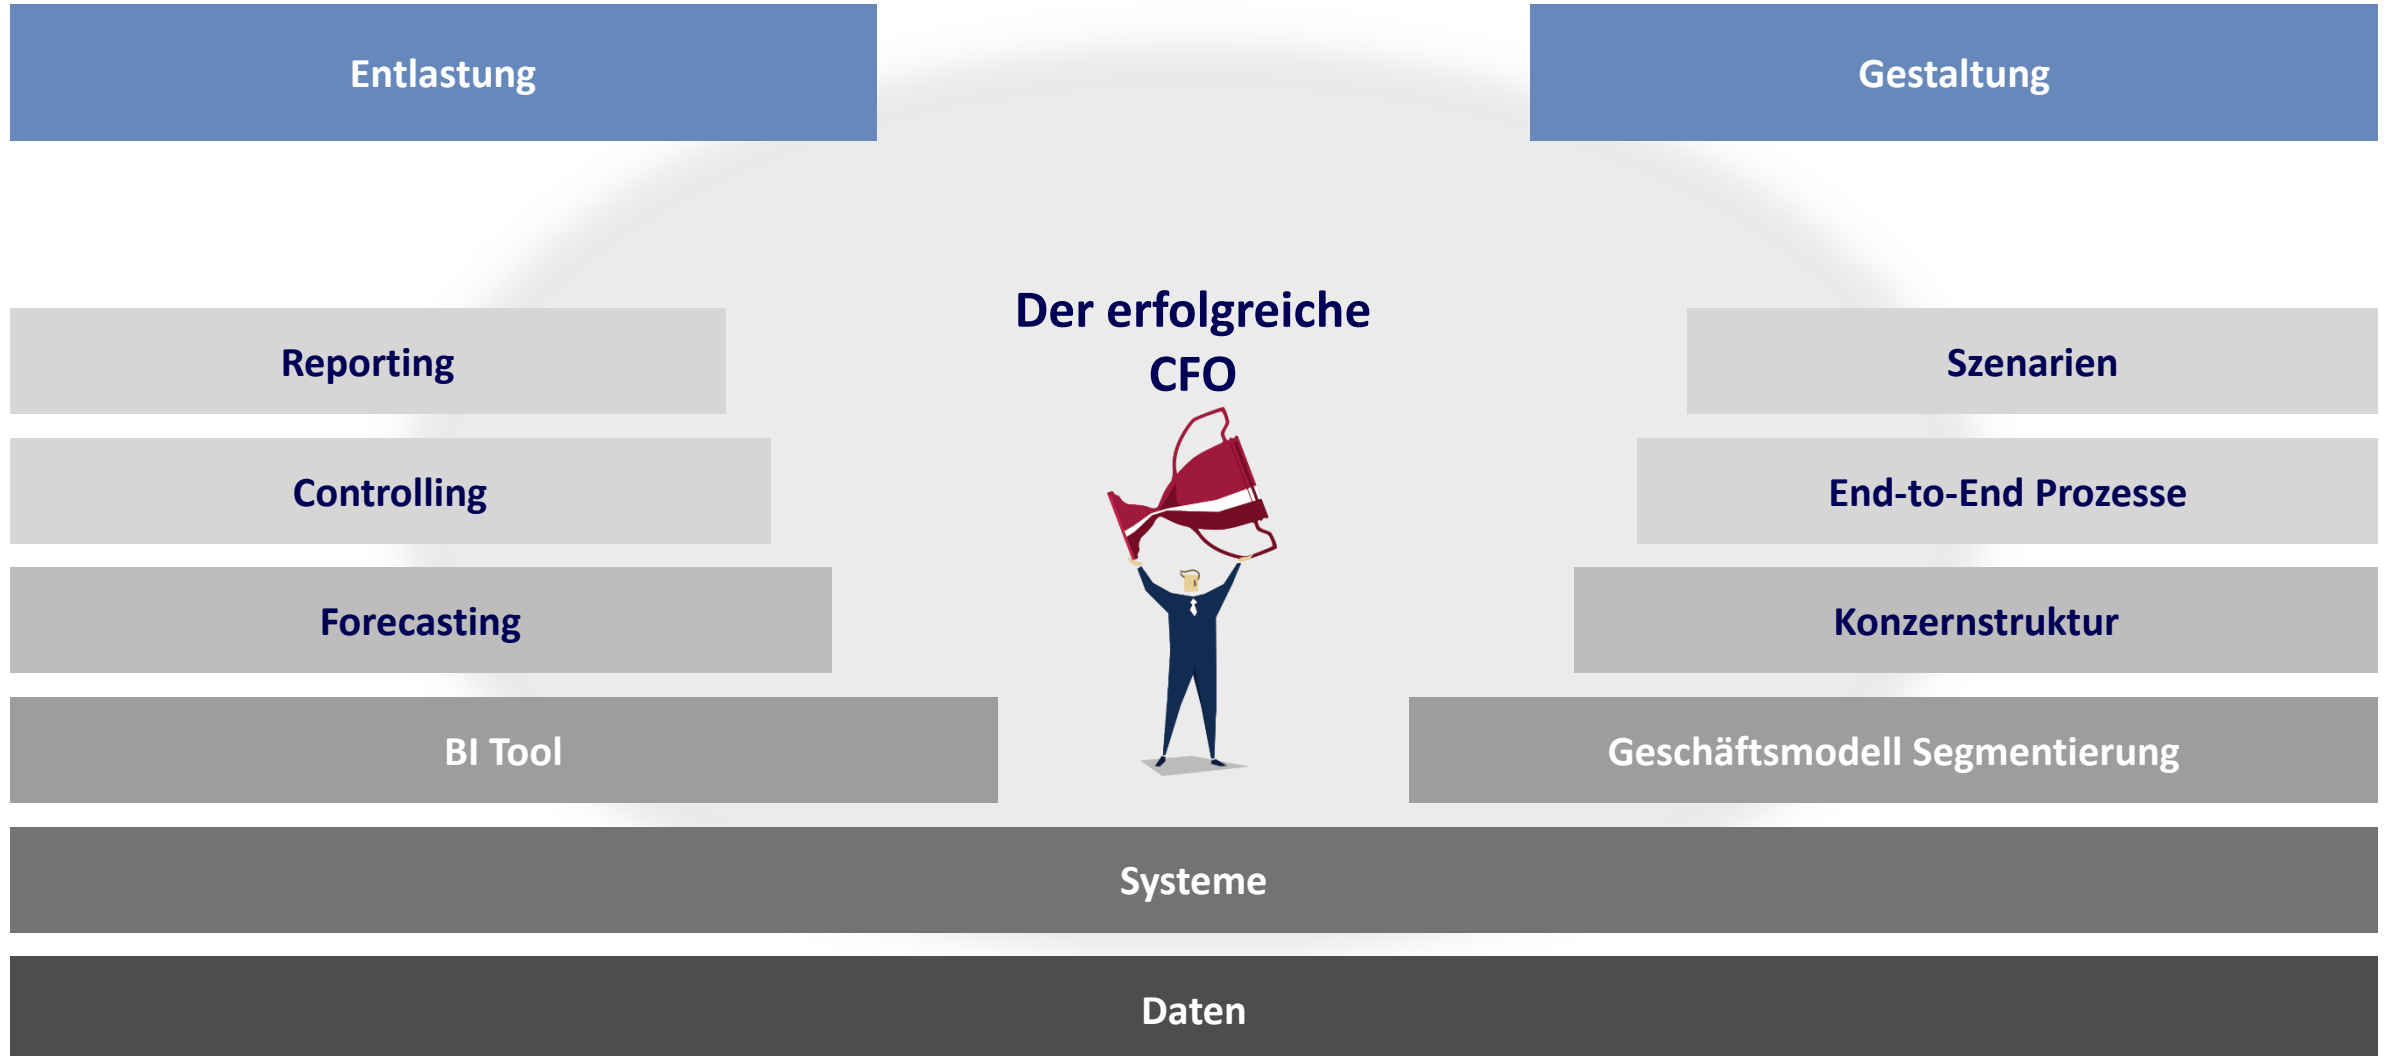 Entlastung
Gestaltung
Der erfolgreiche
CFO
Reporting
Szenarien
Controlling
End-to-End Prozesse
Forecasting
Konzernstruktur
BI Tool
Geschäftsmodell Segmentierung
Systeme
Daten